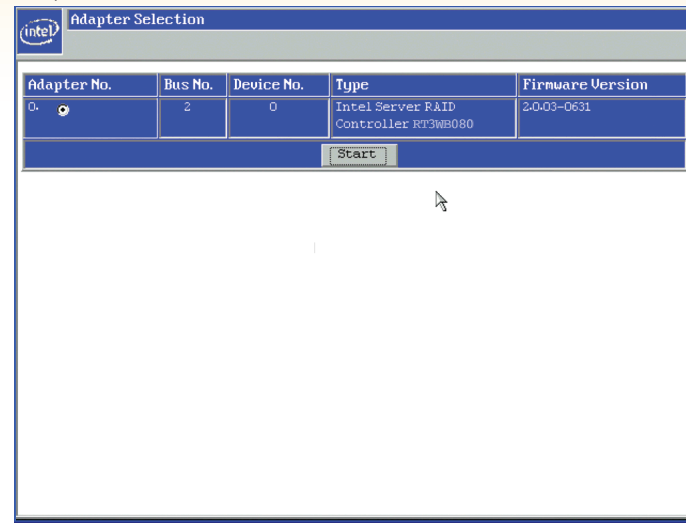 intel
Adapter Selection
Adapter No. Bus No. Device No. Type Firmware Version
0. 2 0 Intel Server RAID 2.0.03-0631
Controller RT3WB080
Start